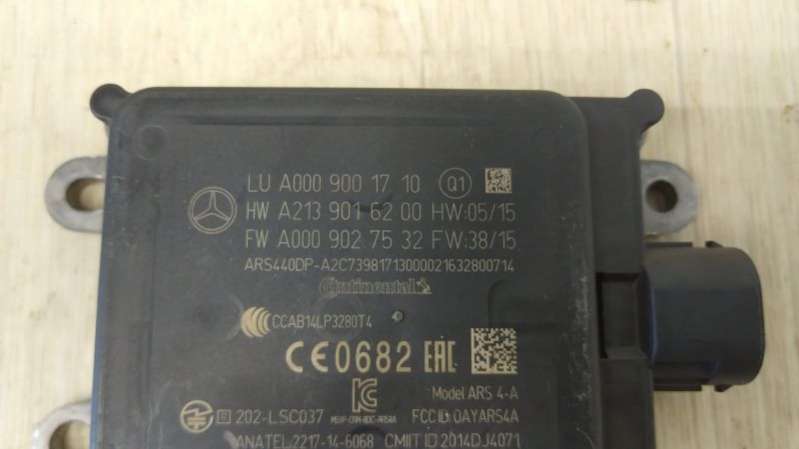 LU A000 900 17 10 Q1
HW A213 901 62 00 HW:05/15
FW A000 902 75 32 FW:38/15
ARS440DP-A2C73981713000021632800714
Continental
CCAB14LP3280T4
CE0682 EAC
Model ARS 4-A
R 202-LSC037 FCC ID:OAYARS4A
ANATEL:2217-14-6068 CMIIT ID 2014DJ4071